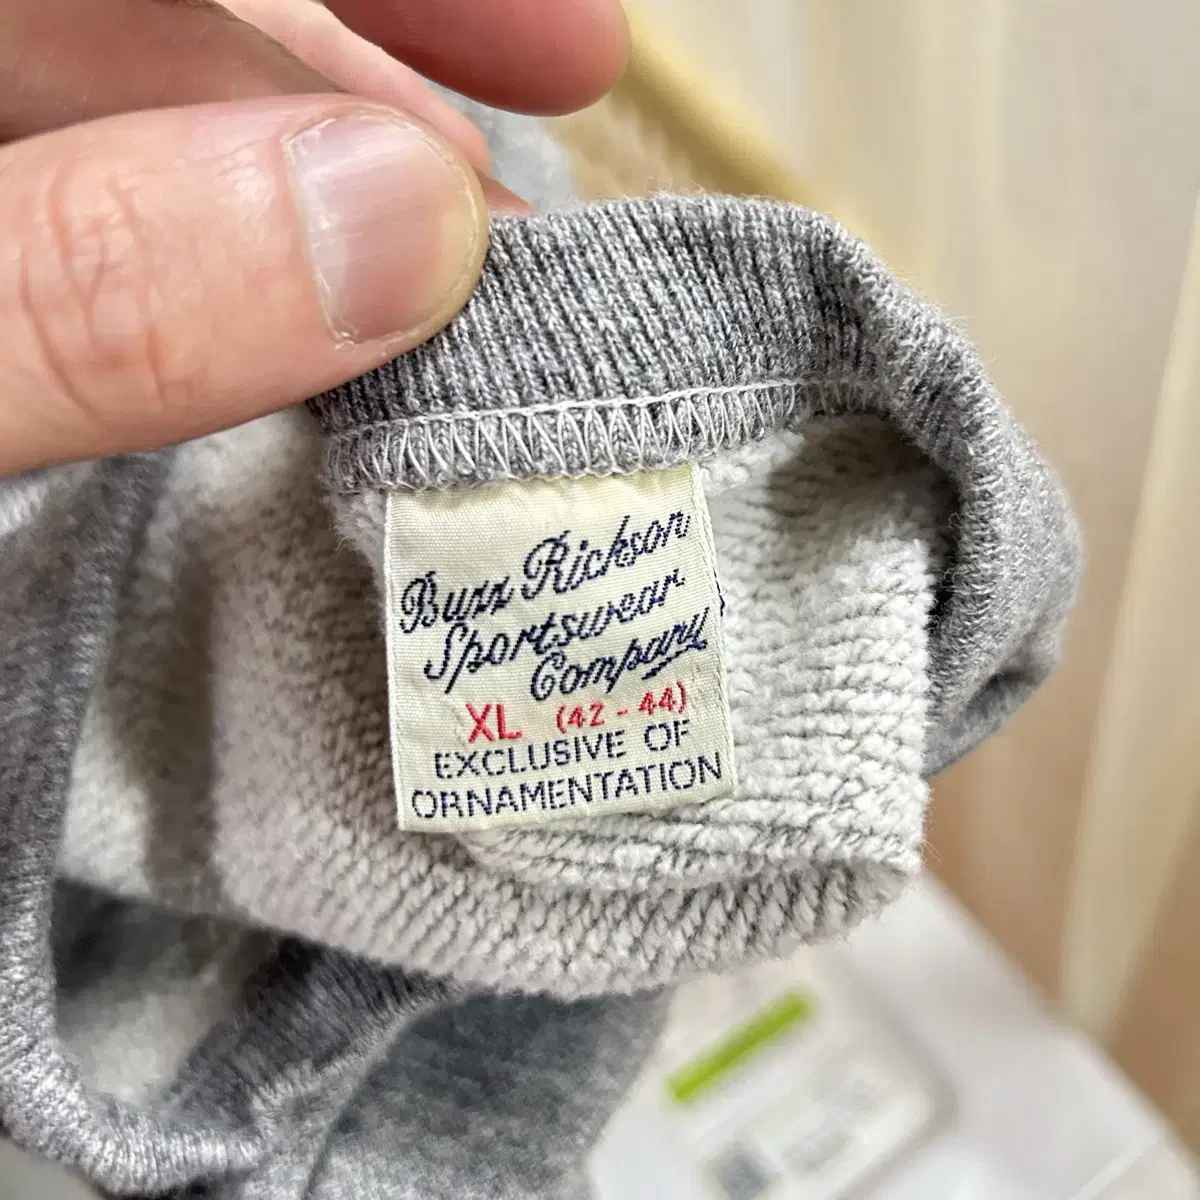 Buzz Rickson
Sportswear
Company
XL (42 - 44)
EXCLUSIVE OF
ORNAMENTATION